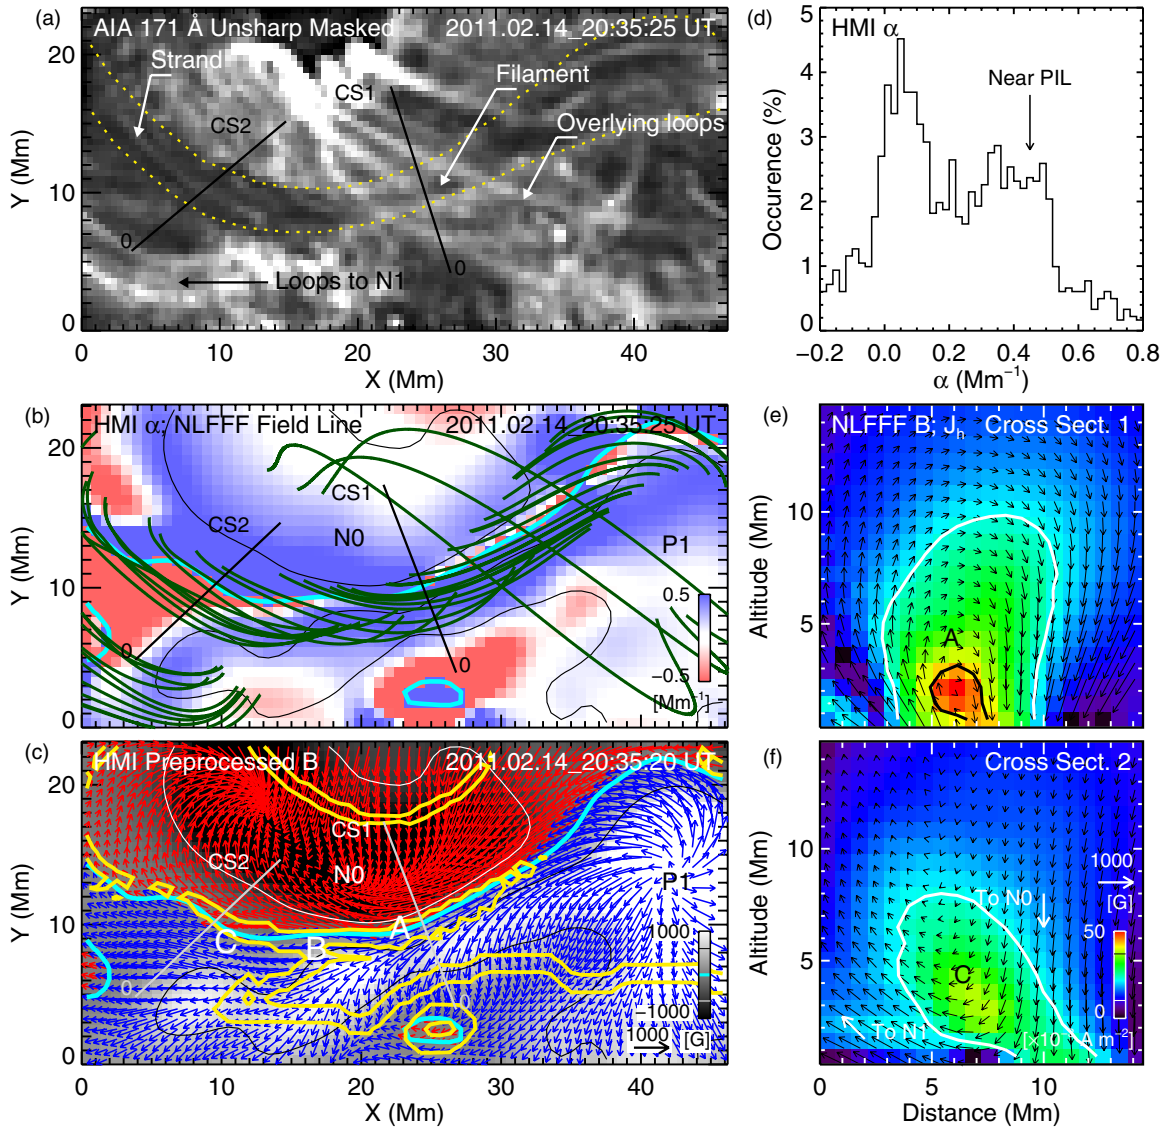 (a)
AIA 171 Å Unsharp Masked 2011.02.14_20:35:25 UT
Strand
CS1
Filament
CS2
Overlying loops
0
0
Loops to N1
Y (Mm)
0 10 20
0 10 20 30 40
X (Mm)
(d)
HMI α
Near PIL
Occurence (%)
0 1 2 3 4 5
−0.2 0.0 0.2 0.4 0.6 0.8
α (Mm⁻¹)
(b)
HMI α; NLFFF Field Line 2011.02.14_20:35:25 UT
CS1
CS2
N0
P1
0
0
0.5
−0.5
[Mm⁻¹]
Y (Mm)
0 10 20
(e)
NLFFF B; Jₕ Cross Sect. 1
A
Altitude (Mm)
5 10
(c)
HMI Preprocessed B 2011.02.14_20:35:20 UT
CS1
CS2
N0
P1
A
C
B
0
0
1000
−1000
1000 [G]
Y (Mm)
0 10 20
0 10 20 30 40
X (Mm)
(f)
Cross Sect. 2
1000
[G]
To N0
50
C
0
To N1
A m⁻²]
Altitude (Mm)
5 10
0 5 10
Distance (Mm)